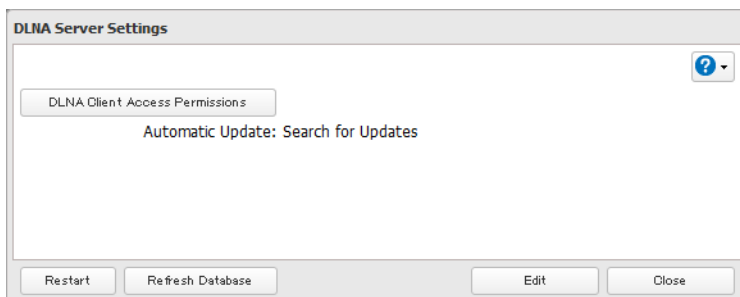 DLNA Server Settings
?
DLNA Client Access Permissions
Automatic Update: Search for Updates
Restart Refresh Database Edit Close